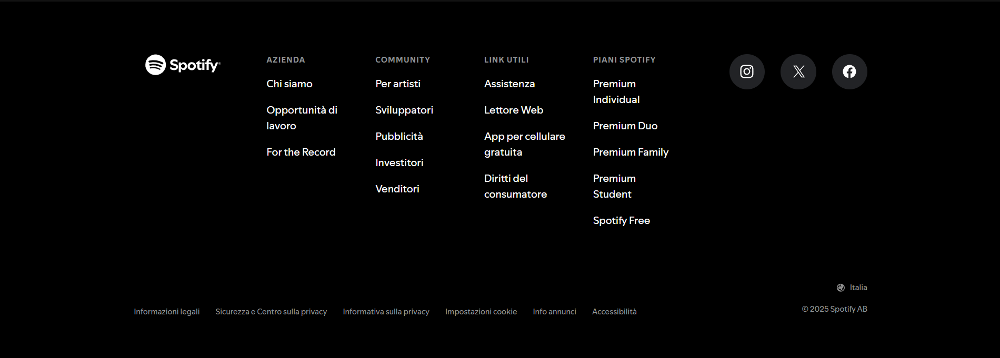 Spotify®
AZIENDA
Chi siamo
Opportunità di
lavoro
For the Record
COMMUNITY
Per artisti
Sviluppatori
Pubblicità
Investitori
Venditori
LINK UTILI
Assistenza
Lettore Web
App per cellulare
gratuita
Diritti del
consumatore
PIANI SPOTIFY
Premium
Individual
Premium Duo
Premium Family
Premium
Student
Spotify Free
Italia
Informazioni legali
Sicurezza e Centro sulla privacy
Informativa sulla privacy
Impostazioni cookie
Info annunci
Accessibilità
© 2025 Spotify AB